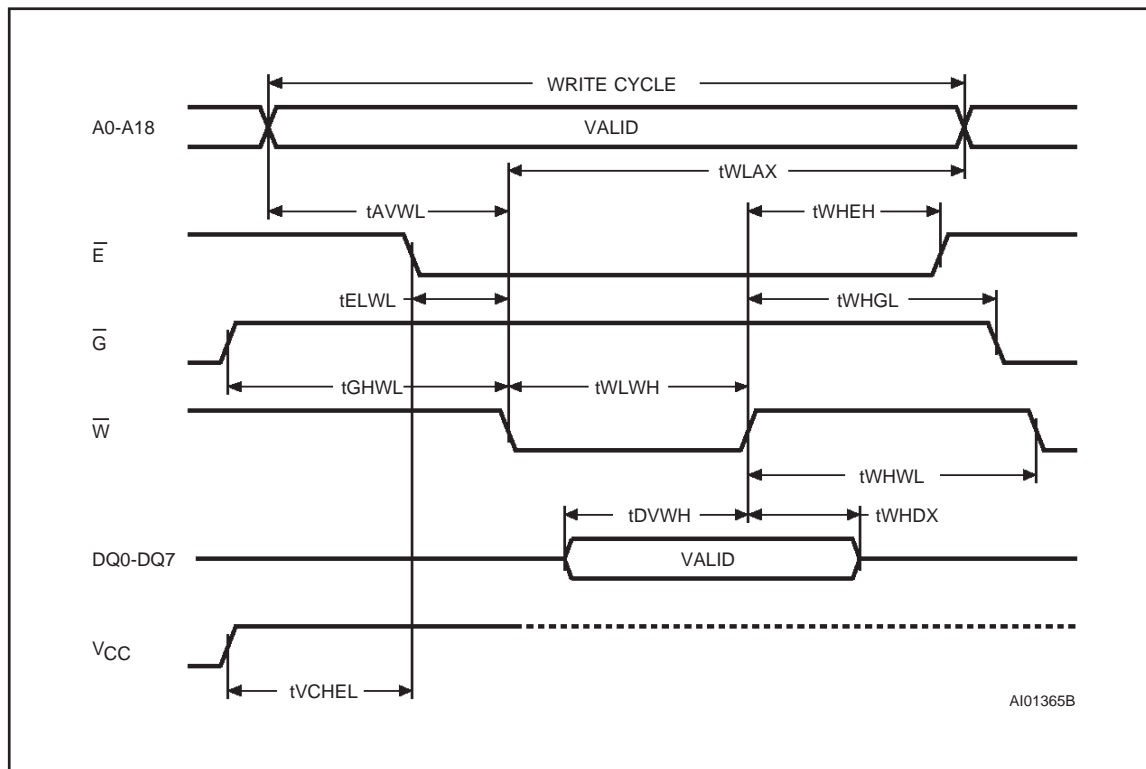 WRITE CYCLE
A0-A18
VALID
tWLAX
tAVWL
tWHEH
E
tELWL
tWHGL
G
tGHWL
tWLWH
W
tWHWL
tDVWH
tWHDX
DQ0-DQ7
VALID
VCC
tVCHEL
AI01365B